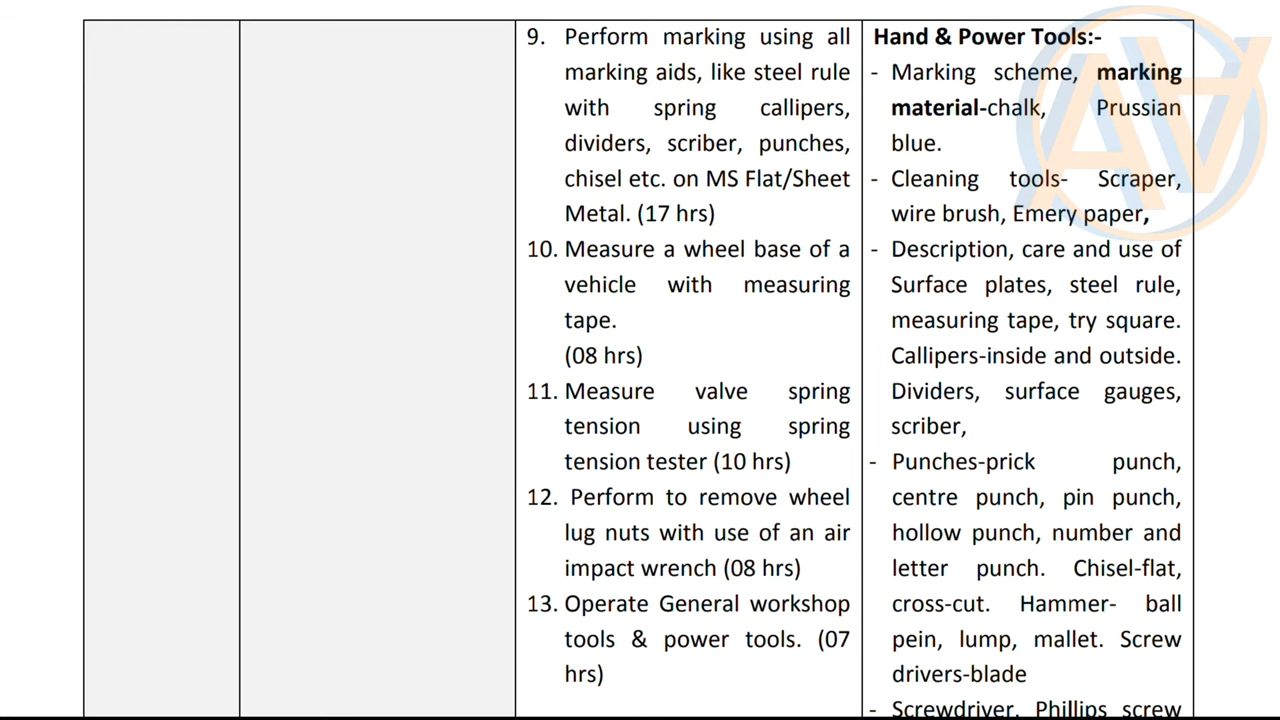 9. Perform marking using all
marking aids, like steel rule
with spring callipers,
dividers, scriber, punches,
chisel etc. on MS Flat/Sheet
Metal. (17 hrs)
10. Measure a wheel base of a
vehicle with measuring
tape.
(08 hrs)
11. Measure valve spring
tension using spring
tension tester (10 hrs)
12. Perform to remove wheel
lug nuts with use of an air
impact wrench (08 hrs)
13. Operate General workshop
tools & power tools. (07
hrs)
Hand & Power Tools:-
- Marking scheme, marking
material-chalk, Prussian
blue.
- Cleaning tools- Scraper,
wire brush, Emery paper,
- Description, care and use of
Surface plates, steel rule,
measuring tape, try square.
Callipers-inside and outside.
Dividers, surface gauges,
scriber,
- Punches-prick punch,
centre punch, pin punch,
hollow punch, number and
letter punch. Chisel-flat,
cross-cut. Hammer- ball
pein, lump, mallet. Screw
drivers-blade
- Screwdriver, Phillips screw